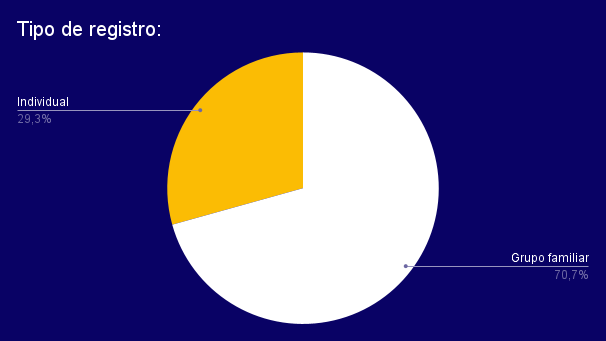 Tipo de registro:
Individual
29,3%
Grupo familiar
70,7%